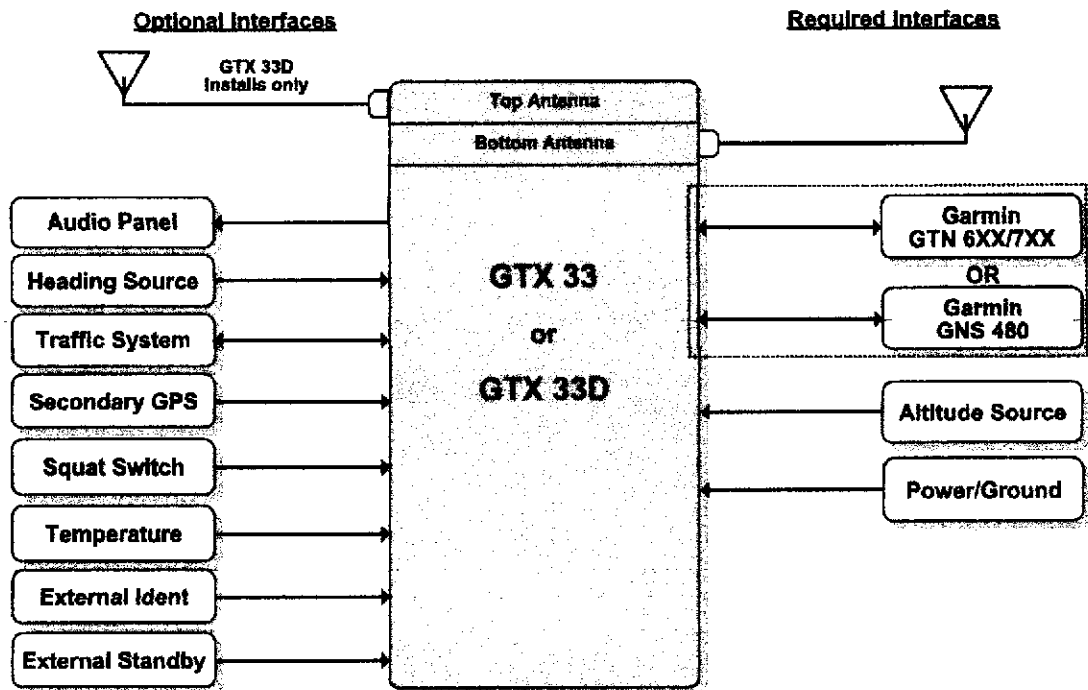 Optional Interfaces
Required Interfaces
GTX 33D
Installs only
Top Antenna
Bottom Antenna
Audio Panel
Heading Source
Traffic System
Secondary GPS
Squat Switch
Temperature
External Ident
External Standby
GTX 33
or
GTX 33D
Garmin
GTN 6XX/7XX
OR
Garmin
GNS 480
Altitude Source
Power/Ground